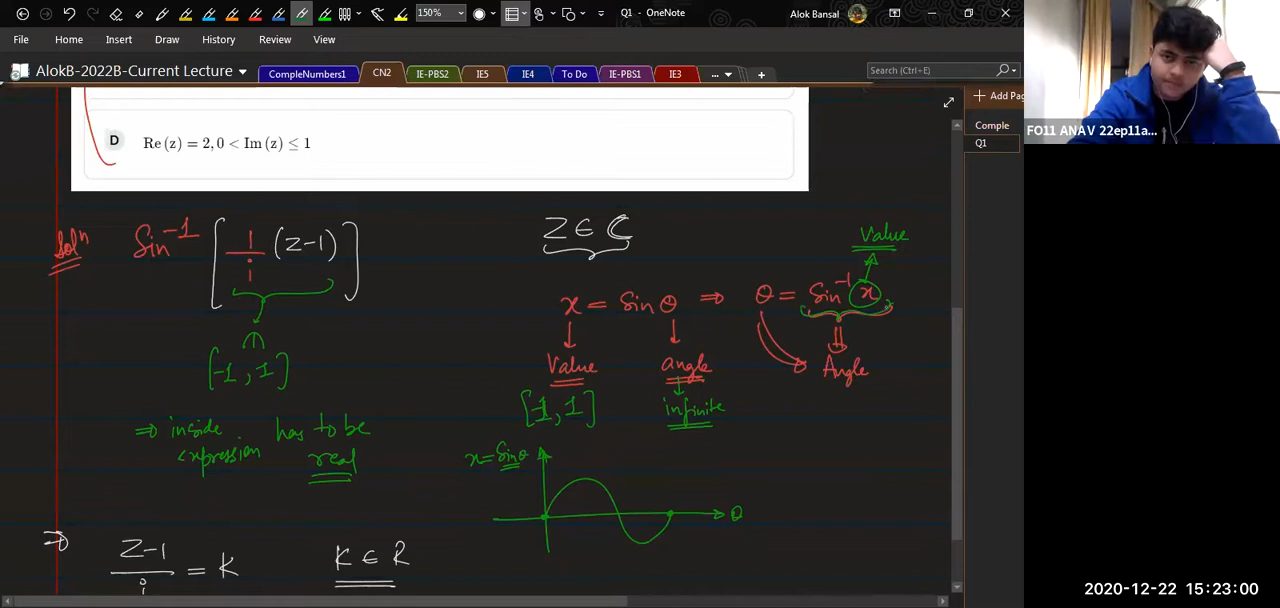 150%
Q1 - OneNote
Alok Bansal
File Home Insert Draw History Review View
AlokB-2022B-Current Lecture
CompleNumbers1 CN2 IE-PBS2 IE5 IE4 To Do IE-PBS1 IE3 ...
Search (Ctrl+E)
Add Pag
Comple
Q1
FO11 ANAV 22ep11a...
D Re (z) = 2, 0 < Im (z) ≤ 1
Solⁿ Sin⁻¹ [ 1/i (Z-1) ]
Z ∈ C
Value
x = Sin θ ⇒ θ = Sin⁻¹ x
Value angle Angle
[-1, 1]
[-1, 1] infinite
⇒ inside expression has to be real
x = Sinθ
θ
⇒ Z-1/i = K K ∈ R
2020-12-22 15:23:00